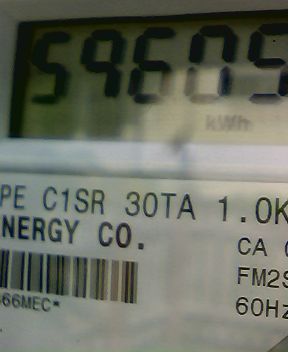 59605
kWh
PE C1SR 30TA 1.0K
NERGY CO.
CA
FM2S
66MEC*
60Hz